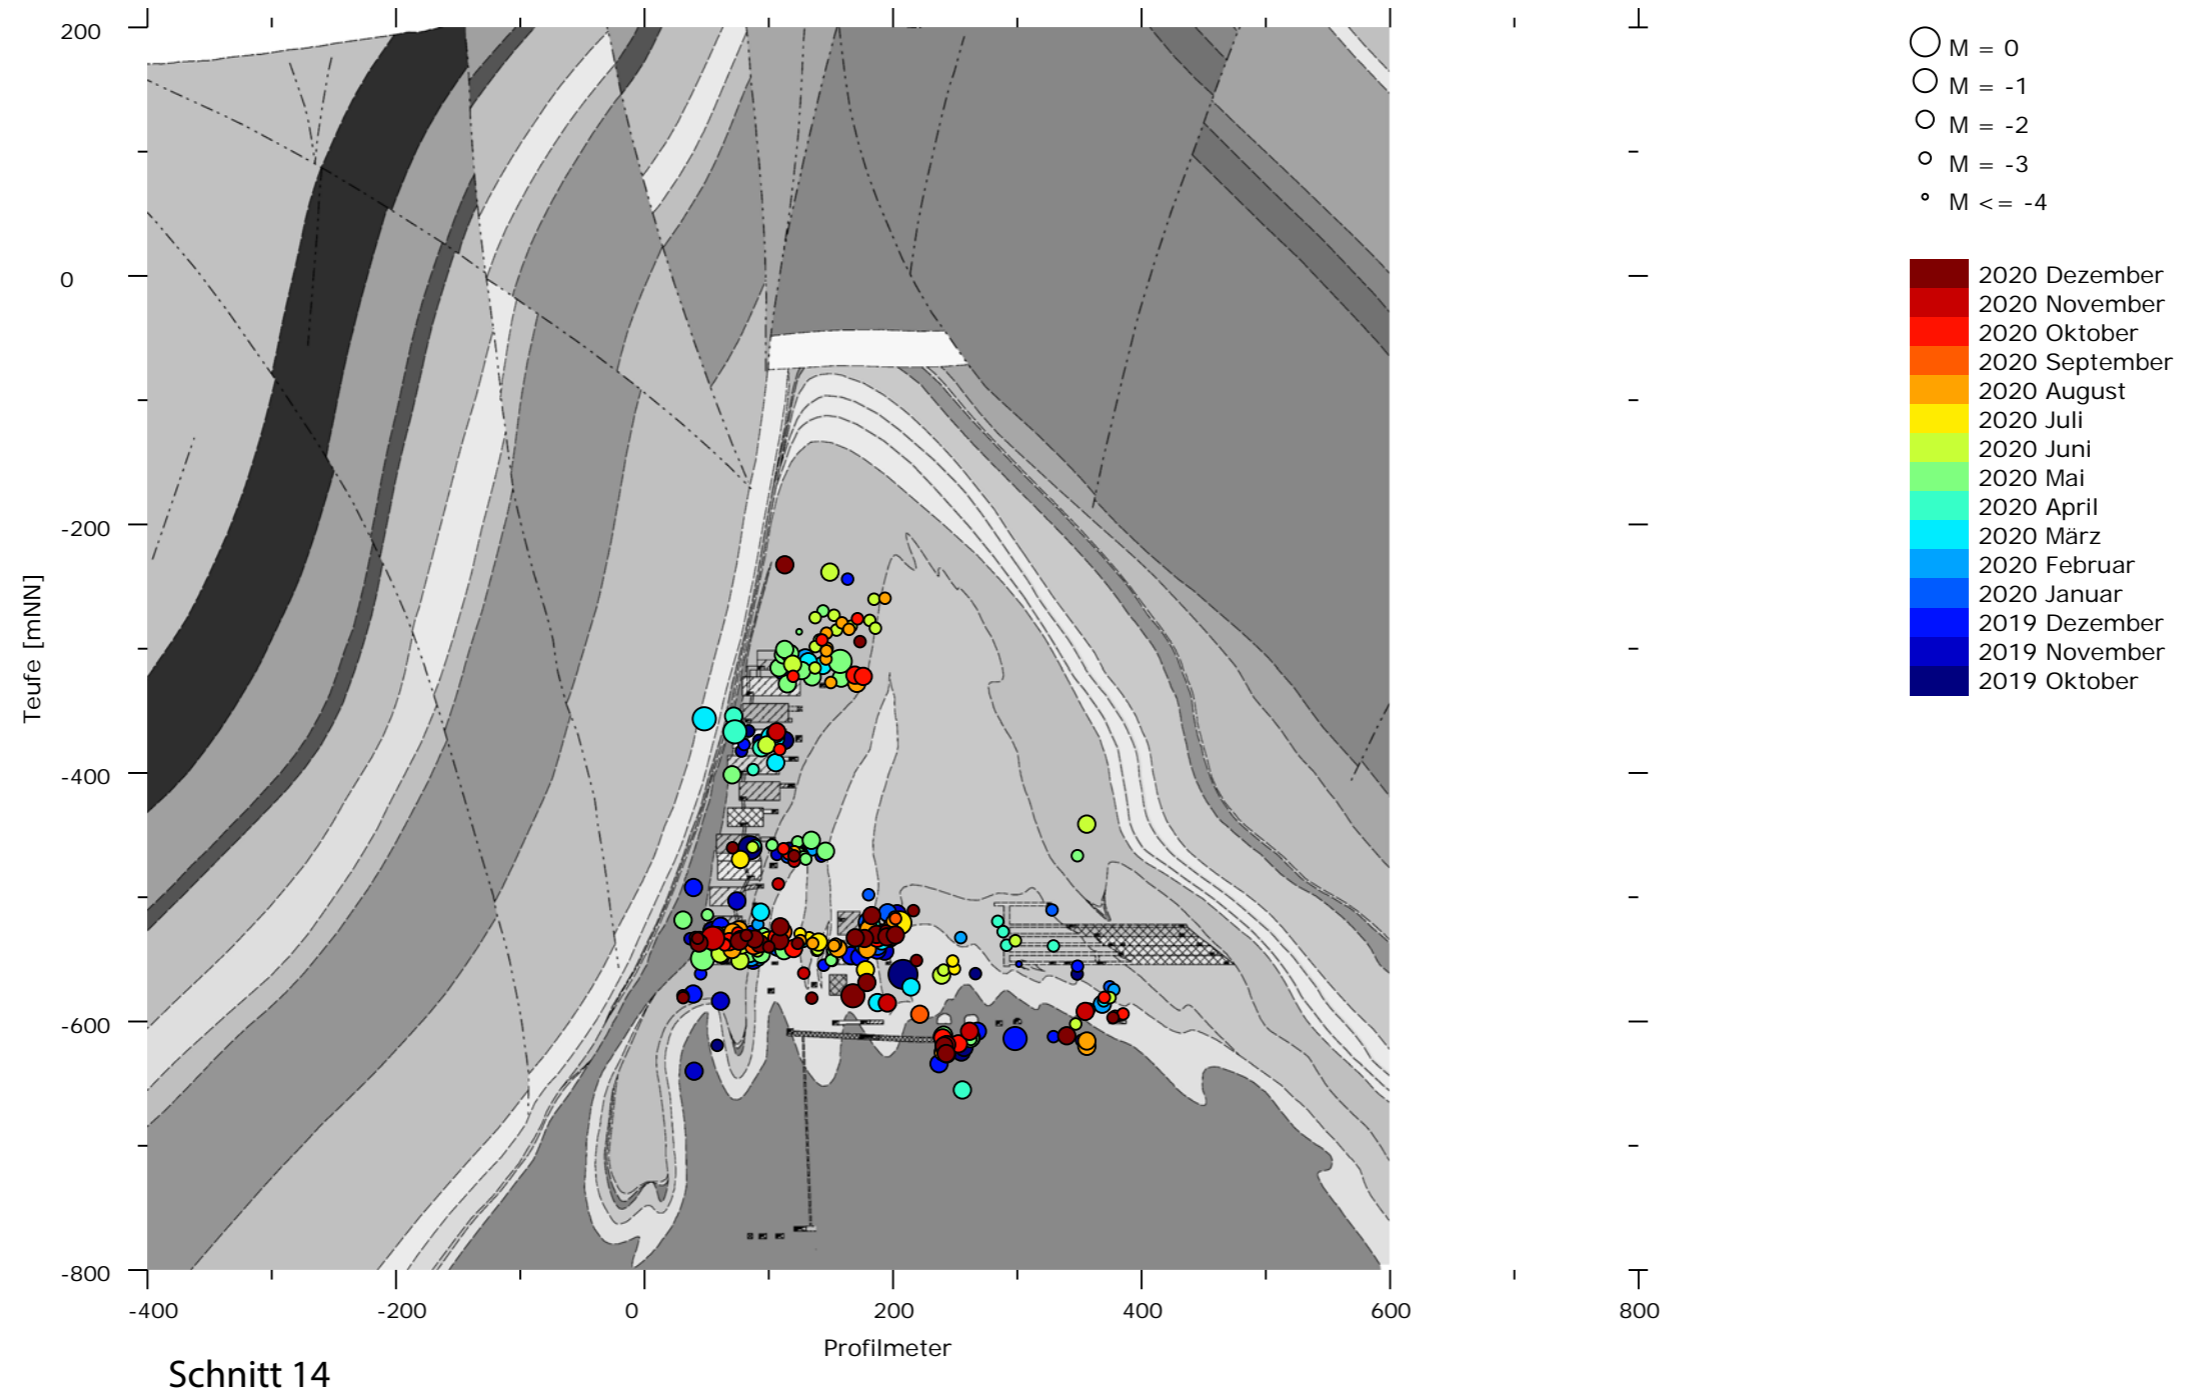 200
0
-200
-400
-600
-800
Teufe [mNN]
-400
-200
0
200
400
600
800
Profilmeter
Schnitt 14
M = 0
M = -1
M = -2
M = -3
M <= -4
2020 Dezember
2020 November
2020 Oktober
2020 September
2020 August
2020 Juli
2020 Juni
2020 Mai
2020 April
2020 März
2020 Februar
2020 Januar
2019 Dezember
2019 November
2019 Oktober